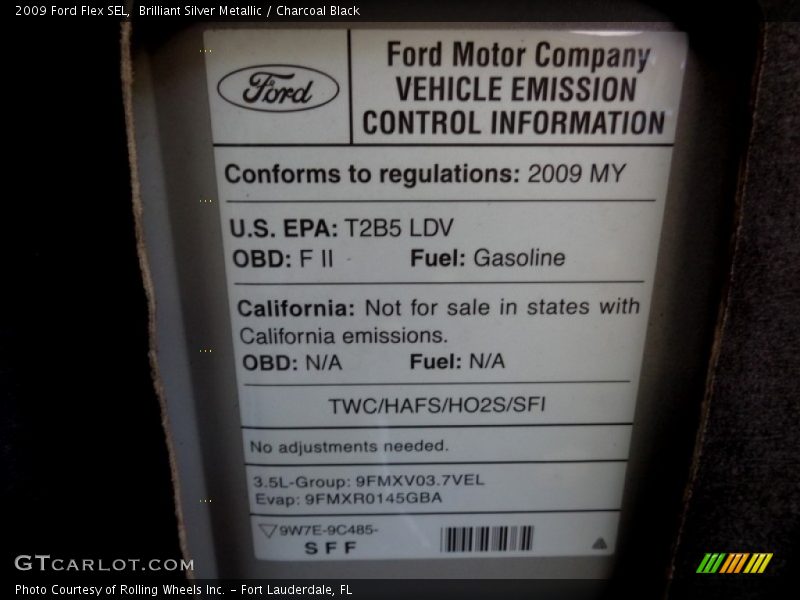 2009 Ford Flex SEL, Brilliant Silver Metallic / Charcoal Black
Ford
Ford Motor Company
VEHICLE EMISSION
CONTROL INFORMATION
Conforms to regulations: 2009 MY
U.S. EPA: T2B5 LDV
OBD: F II Fuel: Gasoline
California: Not for sale in states with
California emissions.
OBD: N/A Fuel: N/A
TWC/HAFS/HO2S/SFI
No adjustments needed.
3.5L-Group: 9FMXV03.7VEL
Evap: 9FMXR0145GBA
9W7E-9C485-
SFF
GTCARLOT.COM
Photo Courtesy of Rolling Wheels Inc. - Fort Lauderdale, FL